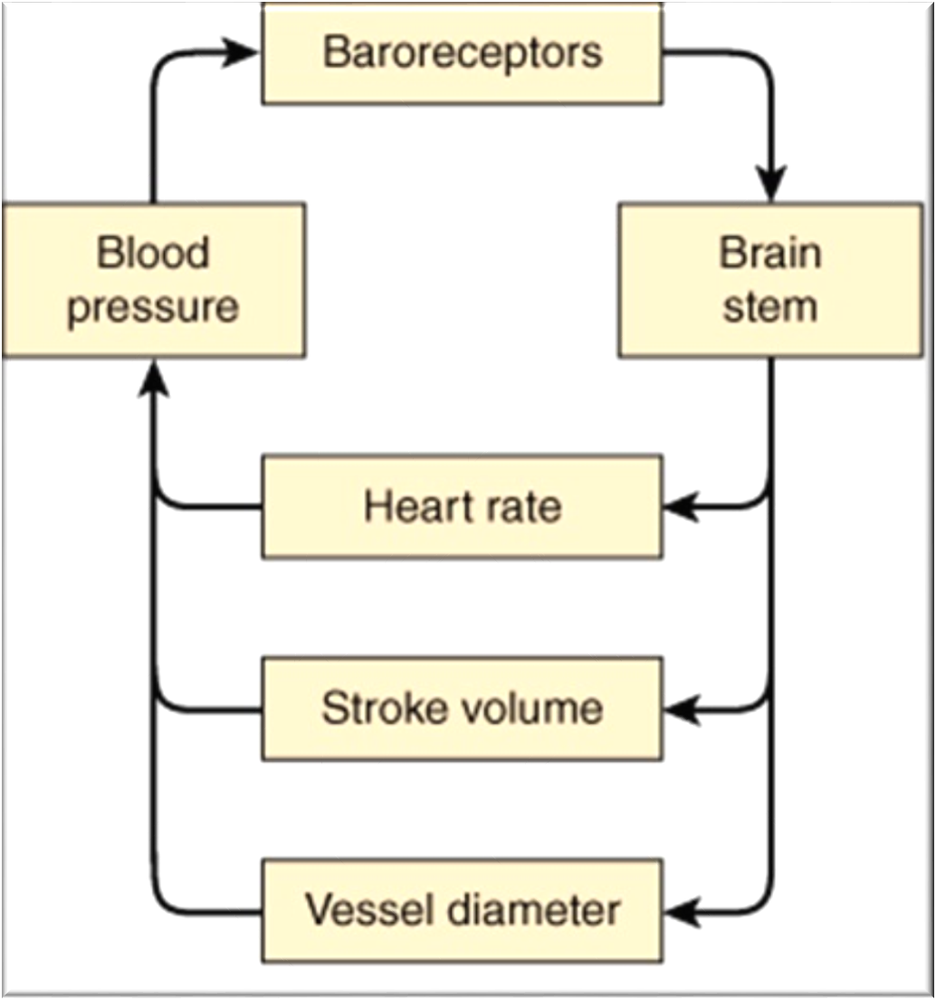 Baroreceptors
Blood
pressure
Brain
stem
Heart rate
Stroke volume
Vessel diameter